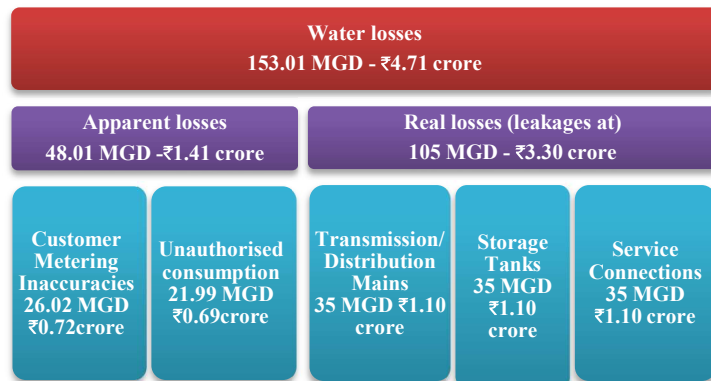 Water losses
153.01 MGD - ₹4.71 crore
Apparent losses
48.01 MGD -₹1.41 crore
Real losses (leakages at)
105 MGD - ₹3.30 crore
Customer
Metering
Inaccuracies
26.02 MGD
₹0.72crore
Unauthorised
consumption
21.99 MGD
₹0.69crore
Transmission/
Distribution
Mains
35 MGD ₹1.10
crore
Storage
Tanks
35 MGD
₹1.10
crore
Service
Connections
35 MGD
₹1.10 crore